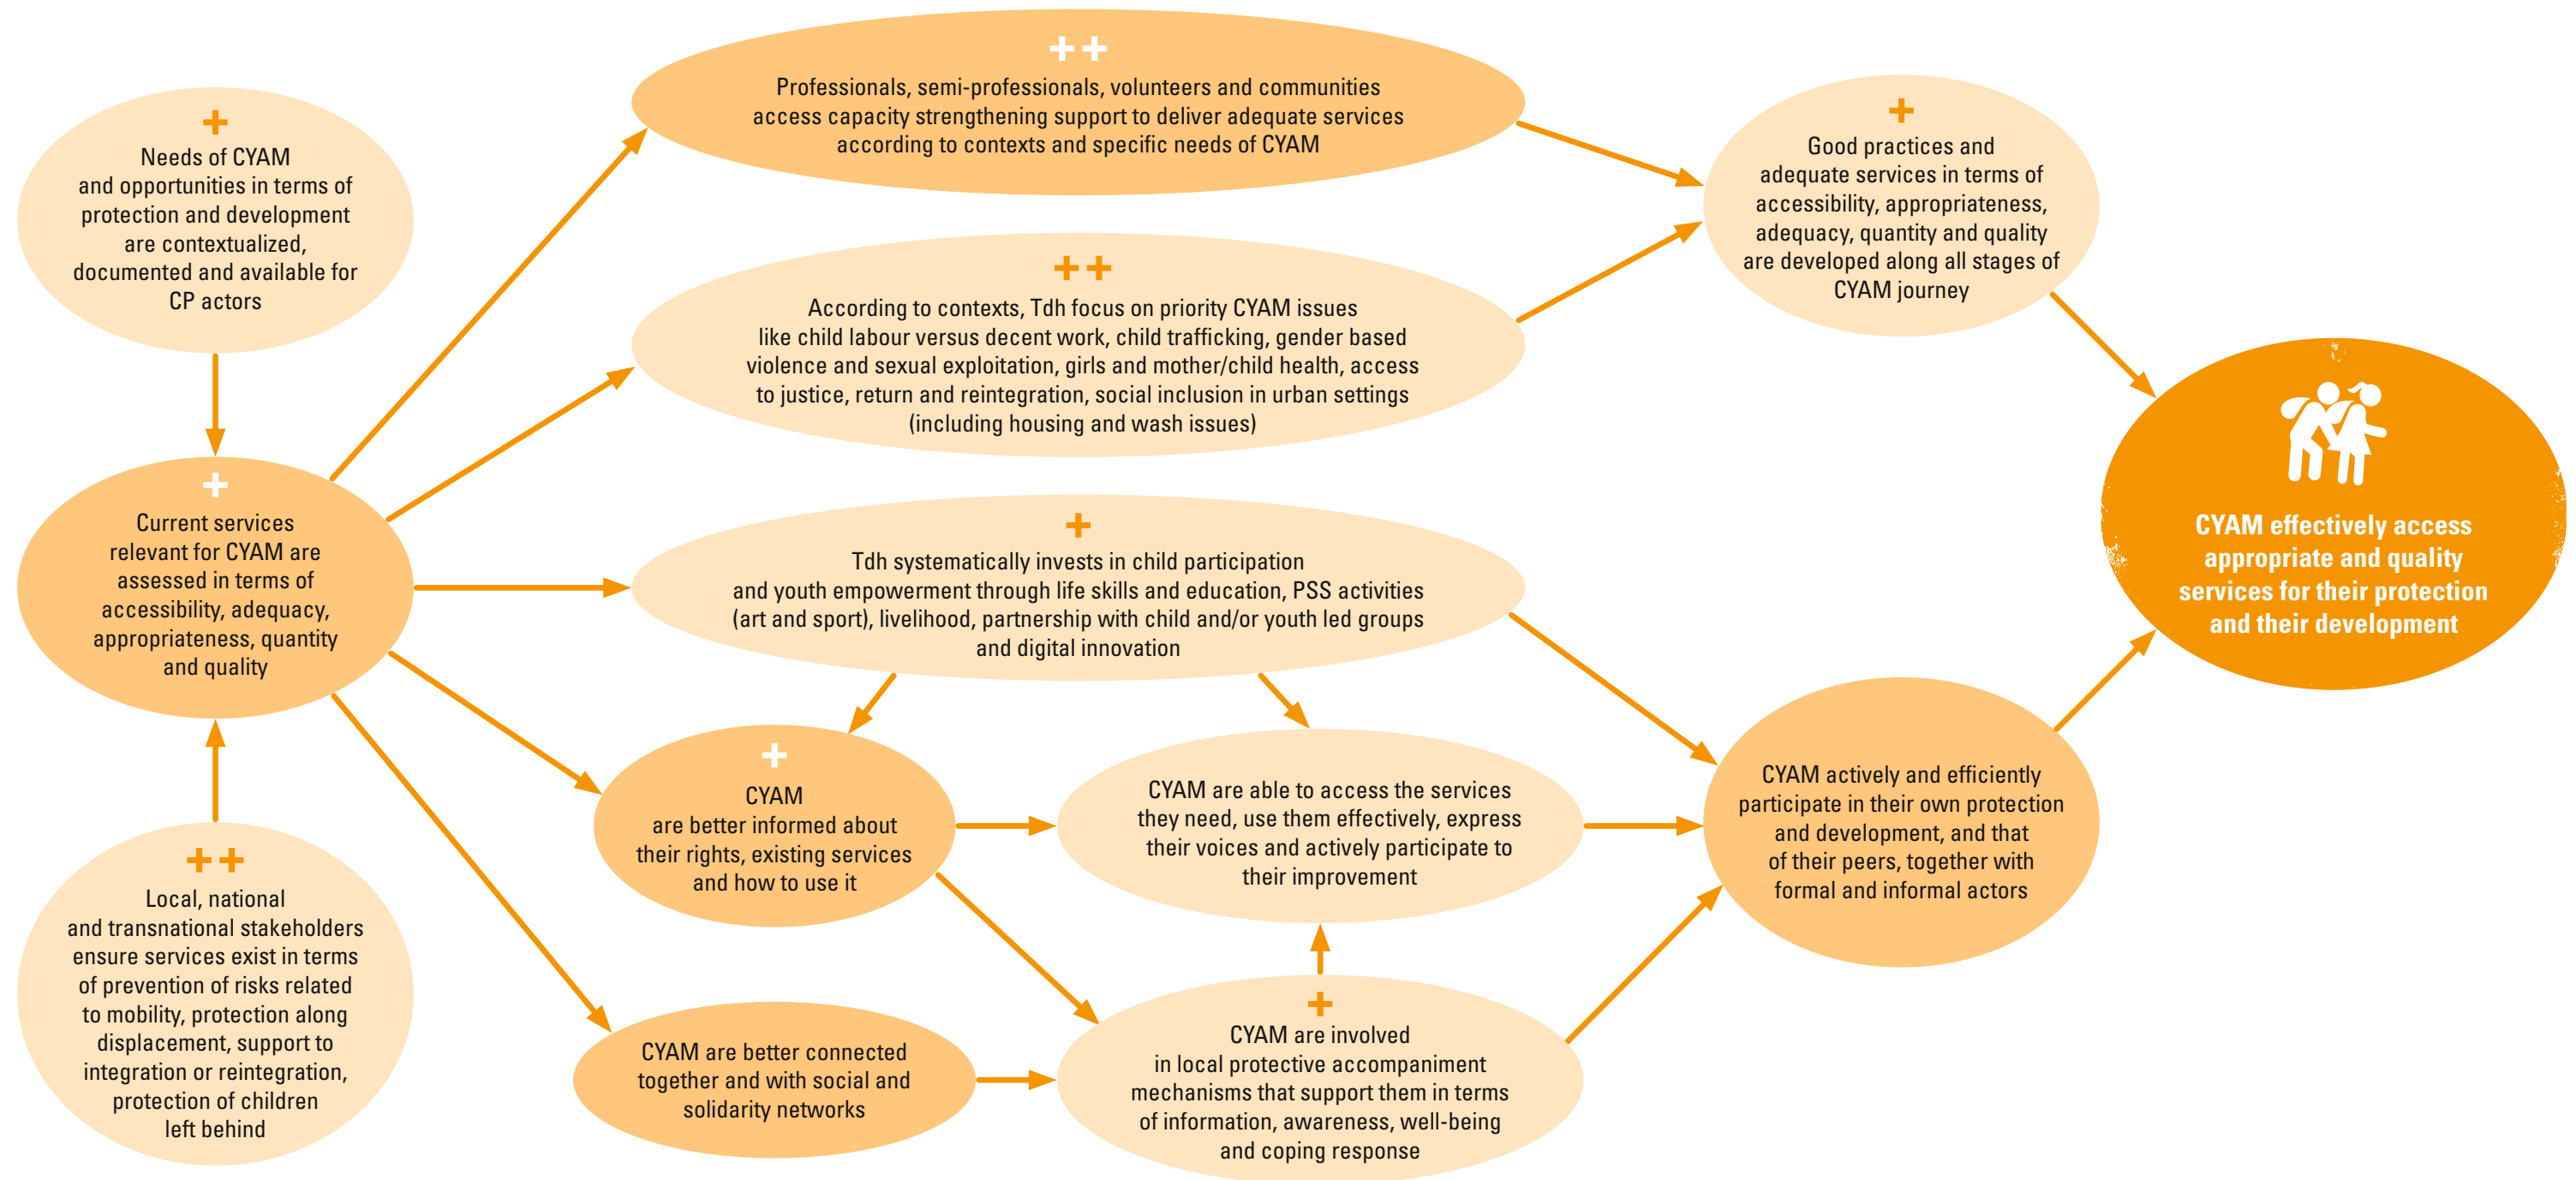 +
Needs of CYAM
and opportunities in terms of
protection and development
are contextualized,
documented and available for
CP actors
+
Current services
relevant for CYAM are
assessed in terms of
accessibility, adequacy,
appropriateness, quantity
and quality
++
Local, national
and transnational stakeholders
ensure services exist in terms
of prevention of risks related
to mobility, protection along
displacement, support to
integration or reintegration,
protection of children
left behind
++
Professionals, semi-professionals, volunteers and communities
access capacity strengthening support to deliver adequate services
according to contexts and specific needs of CYAM
++
According to contexts, Tdh focus on priority CYAM issues
like child labour versus decent work, child trafficking, gender based
violence and sexual exploitation, girls and mother/child health, access
to justice, return and reintegration, social inclusion in urban settings
(including housing and wash issues)
+
Tdh systematically invests in child participation
and youth empowerment through life skills and education, PSS activities
(art and sport), livelihood, partnership with child and/or youth led groups
and digital innovation
+
CYAM
are better informed about
their rights, existing services
and how to use it
CYAM are better connected
together and with social and
solidarity networks
CYAM are able to access the services
they need, use them effectively, express
their voices and actively participate to
their improvement
+
CYAM are involved
in local protective accompaniment
mechanisms that support them in terms
of information, awareness, well-being
and coping response
+
Good practices and
adequate services in terms of
accessibility, appropriateness,
adequacy, quantity and quality
are developed along all stages of
CYAM journey
CYAM actively and efficiently
participate in their own protection
and development, and that
of their peers, together with
formal and informal actors
CYAM effectively access
appropriate and quality
services for their protection
and their development